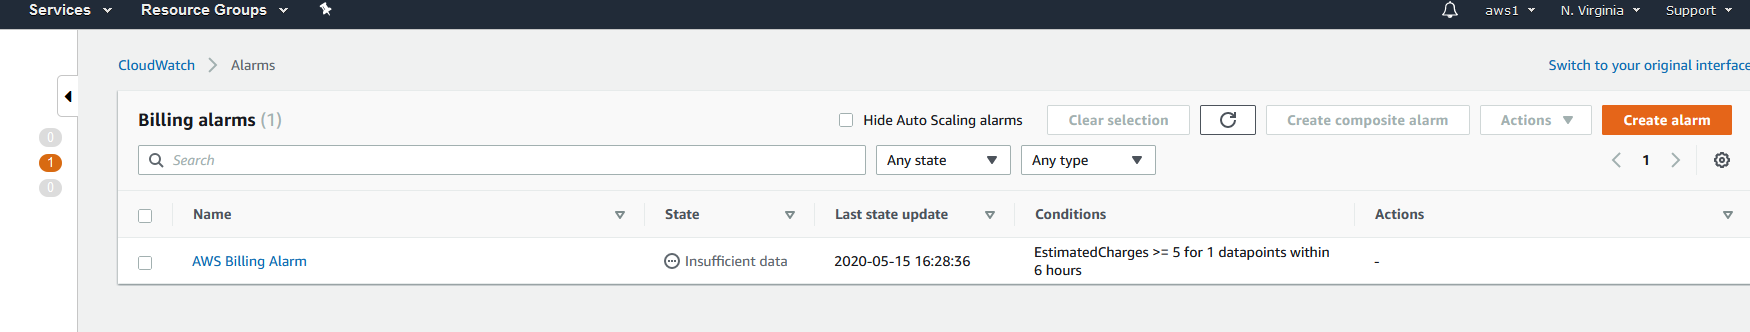 Services Resource Groups aws1 N. Virginia Support
CloudWatch Alarms Switch to your original interface
Billing alarms (1) Hide Auto Scaling alarms Clear selection Create composite alarm Actions Create alarm
0
1
0
Search Any state Any type 1
Name State Last state update Conditions Actions
AWS Billing Alarm Insufficient data 2020-05-15 16:28:36 EstimatedCharges >= 5 for 1 datapoints within
6 hours -